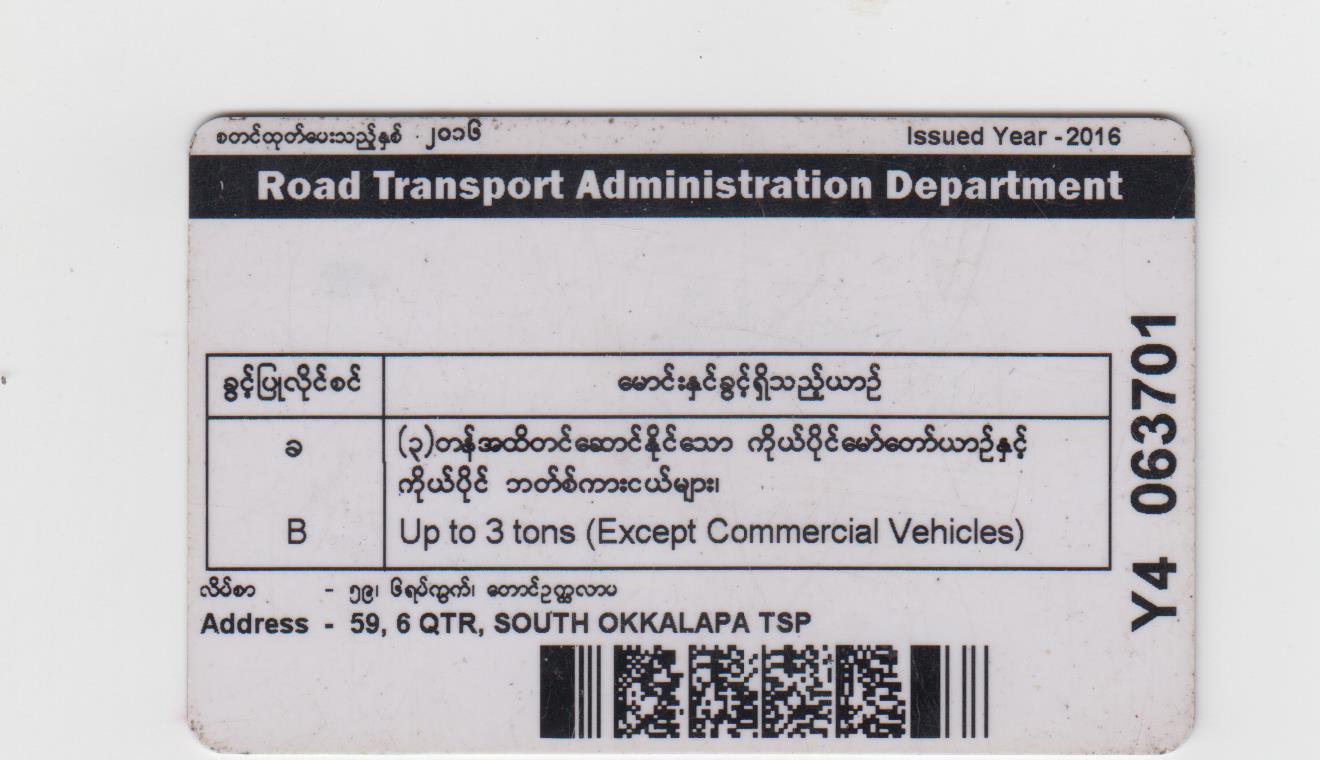 စတင်ထုတ်ပေးသည့်နှစ် ၂၀၁၆ Issued Year - 2016
Road Transport Administration Department
ခွင့်ပြုလိုင်စင် မောင်းနှင်ခွင့်ရှိသည့်ယာဉ်
ခ (၃)တန်အထိတင်ဆောင်နိုင်သော ကိုယ်ပိုင်မော်တော်ယာဉ်နှင့်
ကိုယ်ပိုင် ဘတ်စ်ကားငယ်များ၊
B Up to 3 tons (Except Commercial Vehicles)
လိပ်စာ - ၅၉၊ ၆ရပ်ကွက်၊ တောင်ဥက္ကလာပ
Address - 59, 6 QTR, SOUTH OKKALAPA TSP
Y4 063701